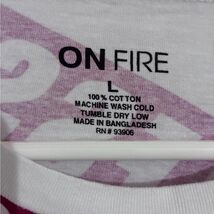 ON FIRE
L
100% COTTON
MACHINE WASH COLD
TUMBLE DRY LOW
MADE IN BANGLADESH
RN # 93906